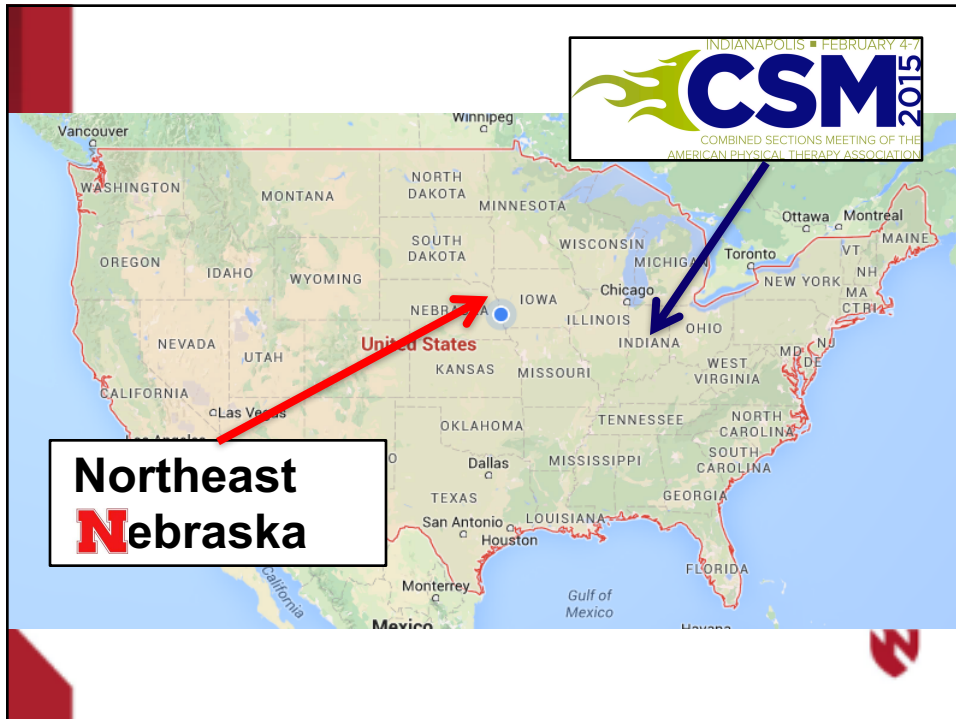 INDIANAPOLIS ▪ FEBRUARY 4-7
CSM 2015
COMBINED SECTIONS MEETING OF THE
AMERICAN PHYSICAL THERAPY ASSOCIATION
Winnipeg
Vancouver
WASHINGTON
MONTANA
NORTH
DAKOTA
MINNESOTA
Ottawa
Montreal
MAINE
SOUTH
DAKOTA
WISCONSIN
MICHIGAN
Toronto
VT
OREGON
IDAHO
WYOMING
NEW YORK
NH
MA
CT RI
Chicago
IOWA
NEBRASKA
ILLINOIS
INDIANA
OHIO
NEVADA
UTAH
United States
MD
NJ
DE
KANSAS
MISSOURI
WEST
VIRGINIA
CALIFORNIA
Las Vegas
OKLAHOMA
TENNESSEE
NORTH
CAROLINA
Los Angeles
Dallas
MISSISSIPPI
SOUTH
CAROLINA
Northeast
Nebraska
TEXAS
GEORGIA
San Antonio
LOUISIANA
Houston
FLORIDA
California
Monterrey
Gulf of
Mexico
Mexico
Havana
N